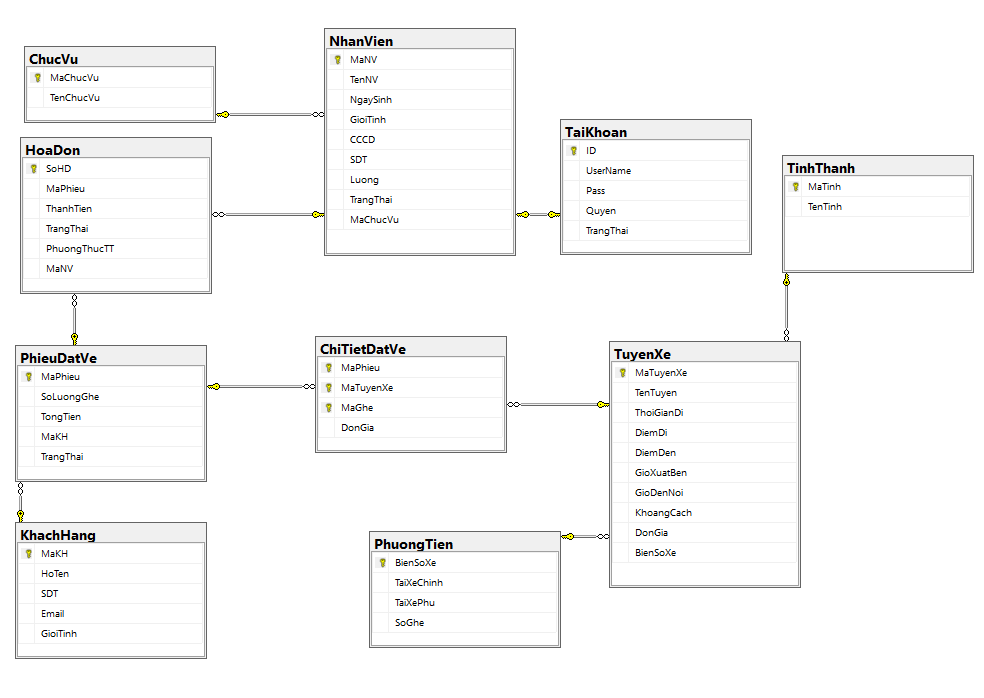 ChucVu
MaChucVu
TenChucVu
NhanVien
MaNV
TenNV
NgaySinh
GioiTinh
CCCD
SDT
Luong
TrangThai
MaChucVu
HoaDon
SoHD
MaPhieu
ThanhTien
TrangThai
PhuongThucTT
MaNV
TaiKhoan
ID
UserName
Pass
Quyen
TrangThai
TinhThanh
MaTinh
TenTinh
PhieuDatVe
MaPhieu
SoLuongGhe
TongTien
MaKH
TrangThai
ChiTietDatVe
MaPhieu
MaTuyenXe
MaGhe
DonGia
TuyenXe
MaTuyenXe
TenTuyen
ThoiGianDi
DiemDi
DiemDen
GioXuatBen
GioDenNoi
KhoangCach
DonGia
BienSoXe
KhachHang
MaKH
HoTen
SDT
Email
GioiTinh
PhuongTien
BienSoXe
TaiXeChinh
TaiXePhu
SoGhe